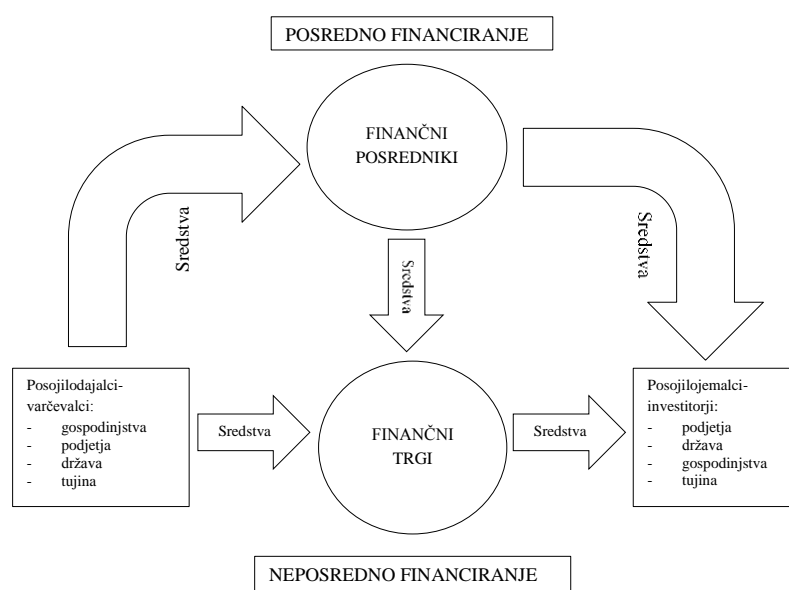 POSREDNO FINANCIRANJE
FINANČNI
POSREDNIKI
Sredstva
Sredstva
Sredstva
Posojilodajalci-
varčevalci:
- gospodinjstva
- podjetja
- država
- tujina
Sredstva
FINANČNI
TRGI
Sredstva
Posojilojemalci-
investitorji:
- podjetja
- država
- gospodinjstva
- tujina
NEPOSREDNO FINANCIRANJE